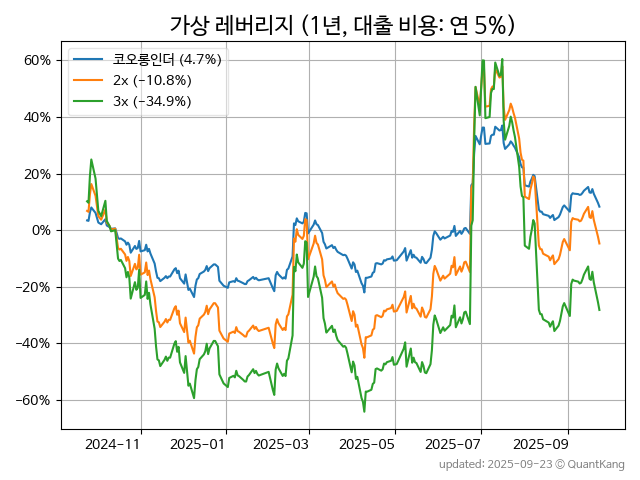 가상 레버리지 (1년, 대출 비용: 연 5%)
코오롱인더 (4.7%)
2x (−10.8%)
3x (−34.9%)
60%
40%
20%
0%
−20%
−40%
−60%
2024-11
2025-01
2025-03
2025-05
2025-07
2025-09
updated: 2025-09-23 © QuantKang